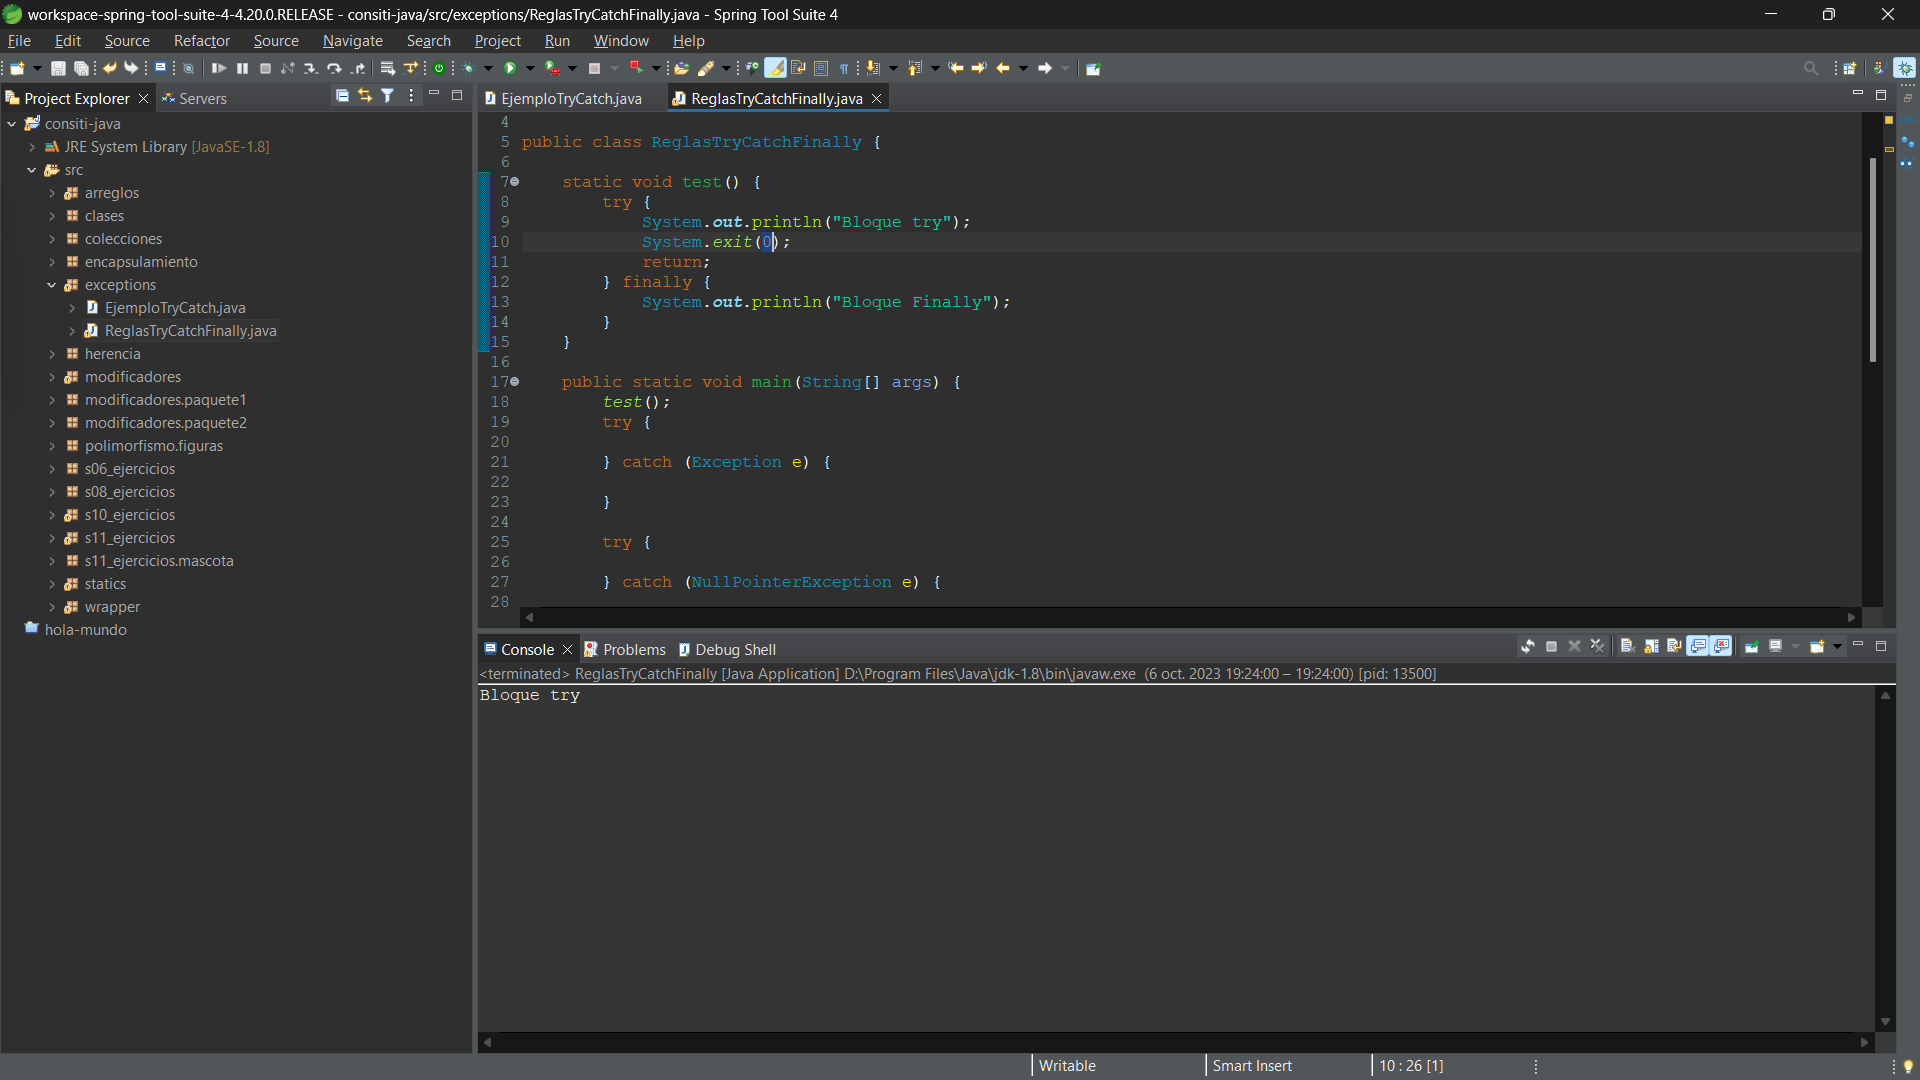 workspace-spring-tool-suite-4-4.20.0.RELEASE - consiti-java/src/exceptions/ReglasTryCatchFinally.java - Spring Tool Suite 4
File Edit Source Refactor Source Navigate Search Project Run Window Help
Project Explorer
Servers
consiti-java
JRE System Library [JavaSE-1.8]
src
arreglos
clases
colecciones
encapsulamiento
exceptions
EjemploTryCatch.java
ReglasTryCatchFinally.java
herencia
modificadores
modificadores.paquete1
modificadores.paquete2
polimorfismo.figuras
s06_ejercicios
s08_ejercicios
s10_ejercicios
s11_ejercicios
s11_ejercicios.mascota
statics
wrapper
hola-mundo
EjemploTryCatch.java
ReglasTryCatchFinally.java
4
5 public class ReglasTryCatchFinally {
6
7 static void test() {
8 try {
9 System.out.println("Bloque try");
10 System.exit(0);
11 return;
12 } finally {
13 System.out.println("Bloque Finally");
14 }
15 }
16
17 public static void main(String[] args) {
18 test();
19 try {
20
21 } catch (Exception e) {
22
23 }
24
25 try {
26
27 } catch (NullPointerException e) {
28
Console
Problems
Debug Shell
<terminated> ReglasTryCatchFinally [Java Application] D:\Program Files\Java\jdk-1.8\bin\javaw.exe (6 oct. 2023 19:24:00 – 19:24:00) [pid: 13500]
Bloque try
Writable
Smart Insert
10 : 26 [1]